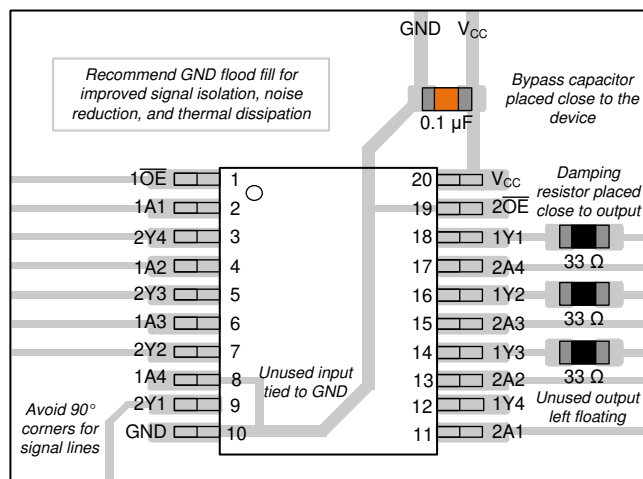 GND VCC
Recommend GND flood fill for
improved signal isolation, noise
reduction, and thermal dissipation
Bypass capacitor
placed close to the
device
0.1 µF
1O̅E̅ 1 20 VCC
1A1 2 19 2O̅E̅
2Y4 3 18 1Y1
1A2 4 17 2A4
2Y3 5 16 1Y2
1A3 6 15 2A3
2Y2 7 14 1Y3
1A4 8 13 2A2
2Y1 9 12 1Y4
GND 10 11 2A1
Damping
resistor placed
close to output
33 Ω
33 Ω
33 Ω
Unused input
tied to GND
Unused output
left floating
Avoid 90°
corners for
signal lines